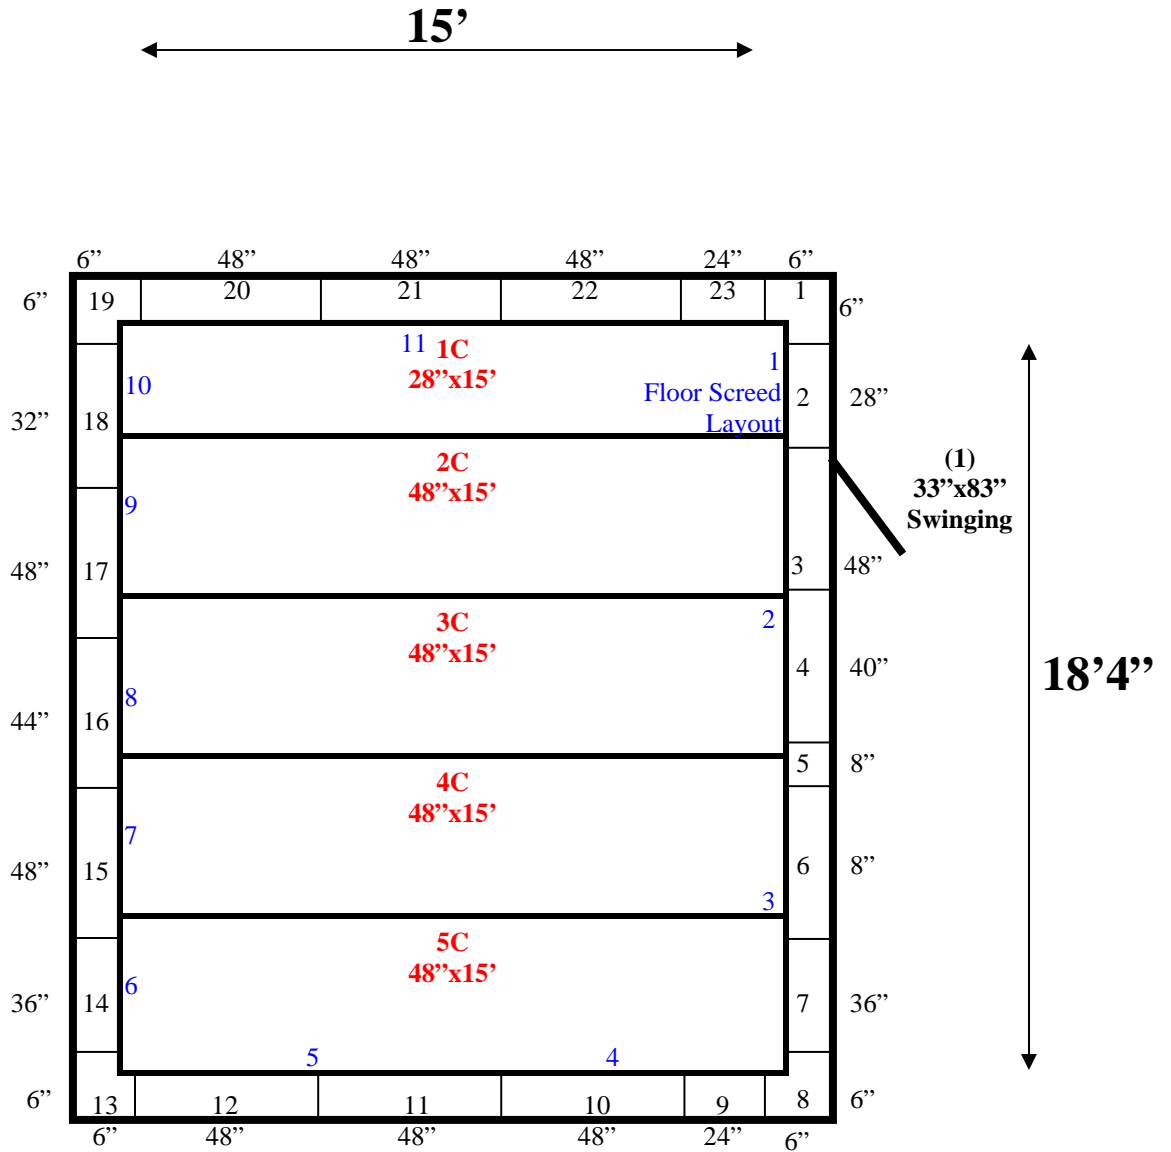 15’
6” 48” 48” 48” 24” 6”
6” 19 20 21 22 23 1 6”
11 1C 1
28”x15’
10
Floor Screed
Layout
32” 18 2 28”
2C
48”x15’
9
(1)
33”x83”
Swinging
48” 17 3 48”
3C
48”x15’
2
8
44” 16 4 40”
18’4”
5 8”
4C
48”x15’
7
48” 15 6 8”
3
5C
48”x15’
6
36” 14 7 36”
5 4
6” 13 12 11 10 9 8 6”
6” 48” 48” 48” 24” 6”